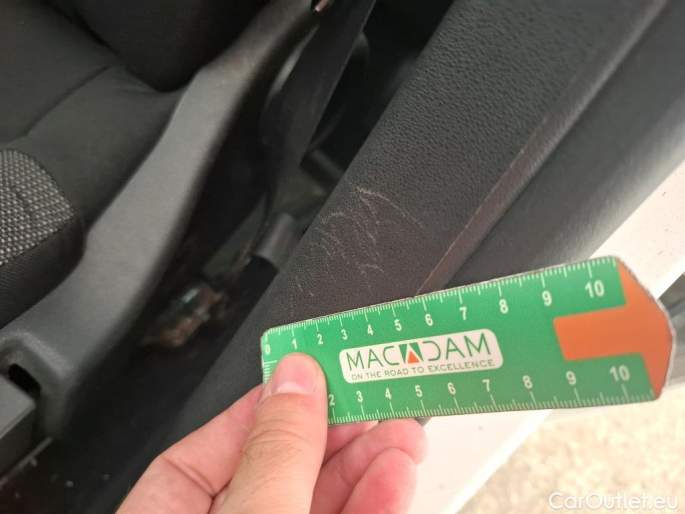 0 1 2 3 4 5 6 7 8 9 10
MACADAM
ON THE ROAD TO EXCELLENCE
2 3 4 5 6 7 8 9 10
CarOutlet.eu